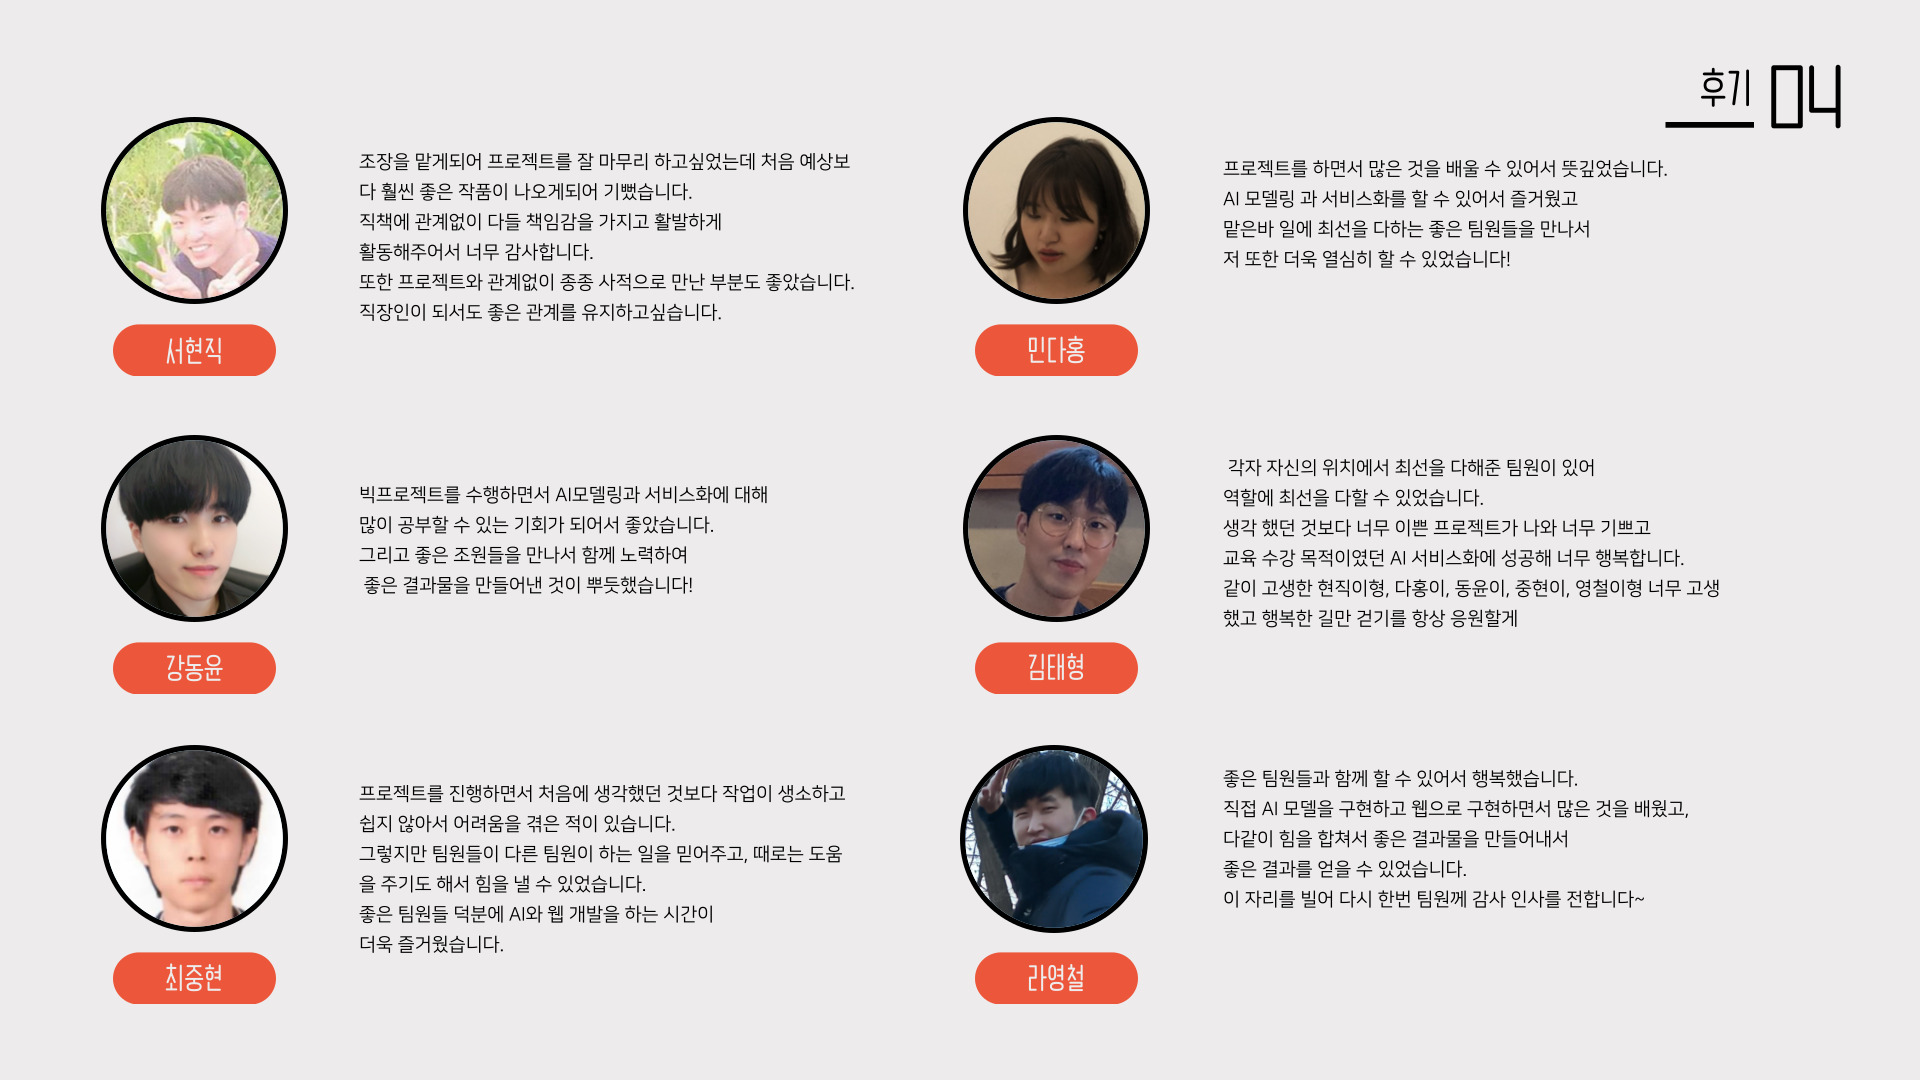 후기 04
조장을 맡게되어 프로젝트를 잘 마무리 하고싶었는데 처음 예상보
다 훨씬 좋은 작품이 나오게되어 기뻤습니다.
직책에 관계없이 다들 책임감을 가지고 활발하게
활동해주어서 너무 감사합니다.
또한 프로젝트와 관계없이 종종 사적으로 만난 부분도 좋았습니다.
직장인이 되서도 좋은 관계를 유지하고싶습니다.
서현직
프로젝트를 하면서 많은 것을 배울 수 있어서 뜻깊었습니다.
AI 모델링 과 서비스화를 할 수 있어서 즐거웠고
맡은바 일에 최선을 다하는 좋은 팀원들을 만나서
저 또한 더욱 열심히 할 수 있었습니다!
민다홍
빅프로젝트를 수행하면서 AI모델링과 서비스화에 대해
많이 공부할 수 있는 기회가 되어서 좋았습니다.
그리고 좋은 조원들을 만나서 함께 노력하여
좋은 결과물을 만들어낸 것이 뿌듯했습니다!
강동윤
각자 자신의 위치에서 최선을 다해준 팀원이 있어
역할에 최선을 다할 수 있었습니다.
생각 했던 것보다 너무 이쁜 프로젝트가 나와 너무 기쁘고
교육 수강 목적이였던 AI 서비스화에 성공해 너무 행복합니다.
같이 고생한 현직이형, 다홍이, 동윤이, 중현이, 영철이형 너무 고생
했고 행복한 길만 걷기를 항상 응원할게
김태형
프로젝트를 진행하면서 처음에 생각했던 것보다 작업이 생소하고
쉽지 않아서 어려움을 겪은 적이 있습니다.
그렇지만 팀원들이 다른 팀원이 하는 일을 믿어주고, 때로는 도움
을 주기도 해서 힘을 낼 수 있었습니다.
좋은 팀원들 덕분에 AI와 웹 개발을 하는 시간이
더욱 즐거웠습니다.
최중현
좋은 팀원들과 함께 할 수 있어서 행복했습니다.
직접 AI 모델을 구현하고 웹으로 구현하면서 많은 것을 배웠고,
다같이 힘을 합쳐서 좋은 결과물을 만들어내서
좋은 결과를 얻을 수 있었습니다.
이 자리를 빌어 다시 한번 팀원께 감사 인사를 전합니다~
라영철